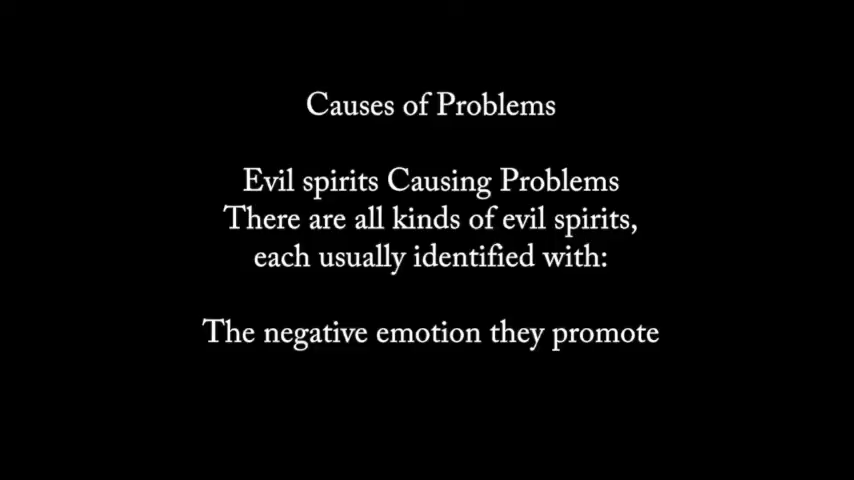 Causes of Problems
Evil spirits Causing Problems
There are all kinds of evil spirits,
each usually identified with:
The negative emotion they promote